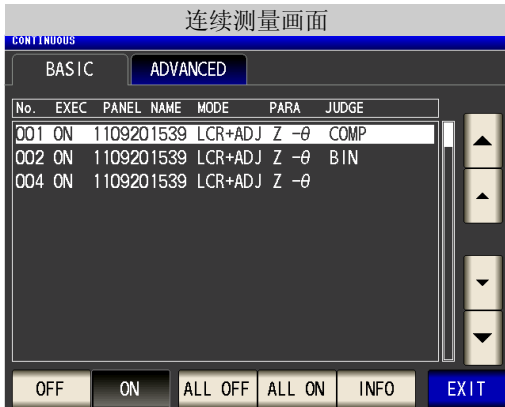 连续测量画面
CONTINUOUS
BASIC ADVANCED
No. EXEC PANEL NAME MODE PARA JUDGE
001 ON 1109201539 LCR+ADJ Z -θ COMP
002 ON 1109201539 LCR+ADJ Z -θ BIN
004 ON 1109201539 LCR+ADJ Z -θ
OFF ON ALL OFF ALL ON INFO EXIT